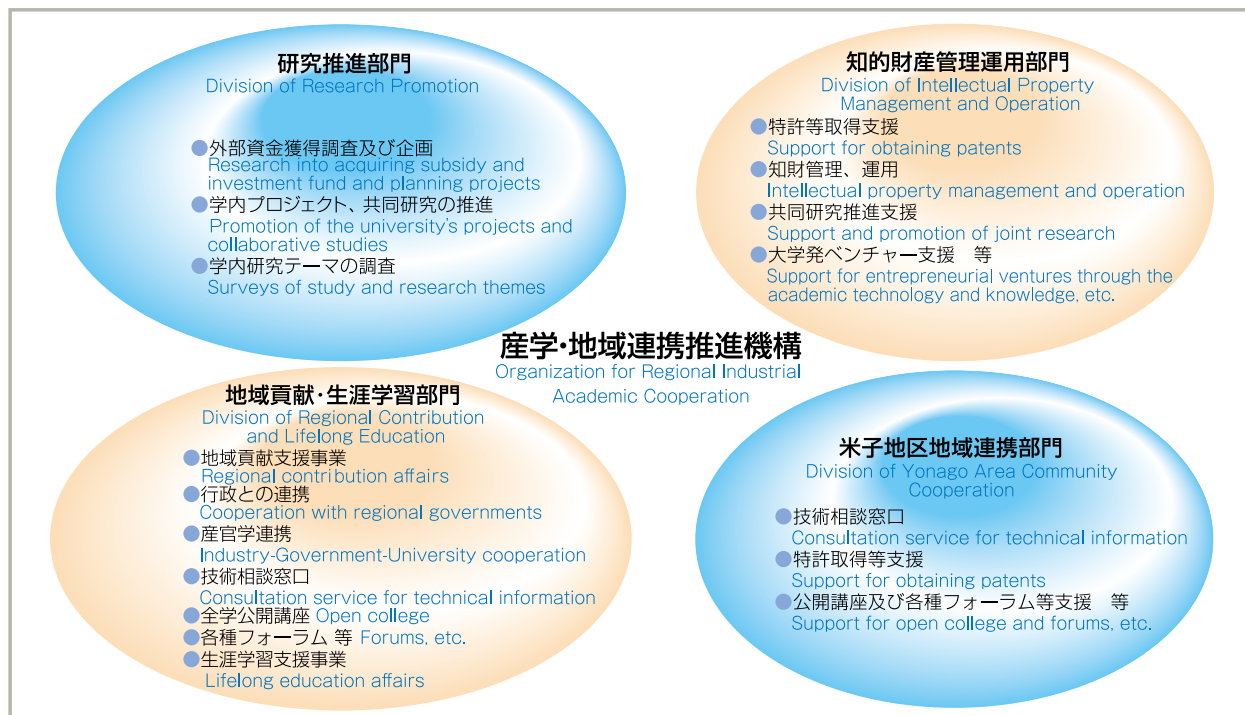 研究推進部門
Division of Research Promotion
●外部資金獲得調査及び企画
Research into acquiring subsidy and
investment fund and planning projects
●学内プロジェクト、共同研究の推進
Promotion of the university's projects and
collaborative studies
●学内研究テーマの調査
Surveys of study and research themes
知的財産管理運用部門
Division of Intellectual Property
Management and Operation
●特許等取得支援
Support for obtaining patents
●知財管理、運用
Intellectual property management and operation
●共同研究推進支援
Support and promotion of joint research
●大学発ベンチャー支援 等
Support for entrepreneurial ventures through the
academic technology and knowledge, etc.
産学・地域連携推進機構
Organization for Regional Industrial
Academic Cooperation
地域貢献・生涯学習部門
Division of Regional Contribution
and Lifelong Education
●地域貢献支援事業
Regional contribution affairs
●行政との連携
Cooperation with regional governments
●産官学連携
Industry-Government-University cooperation
●技術相談窓口
Consultation service for technical information
●全学公開講座 Open college
●各種フォーラム 等 Forums, etc.
●生涯学習支援事業
Lifelong education affairs
米子地区地域連携部門
Division of Yonago Area Community
Cooperation
●技術相談窓口
Consultation service for technical information
●特許取得等支援
Support for obtaining patents
●公開講座及び各種フォーラム等支援 等
Support for open college and forums, etc.